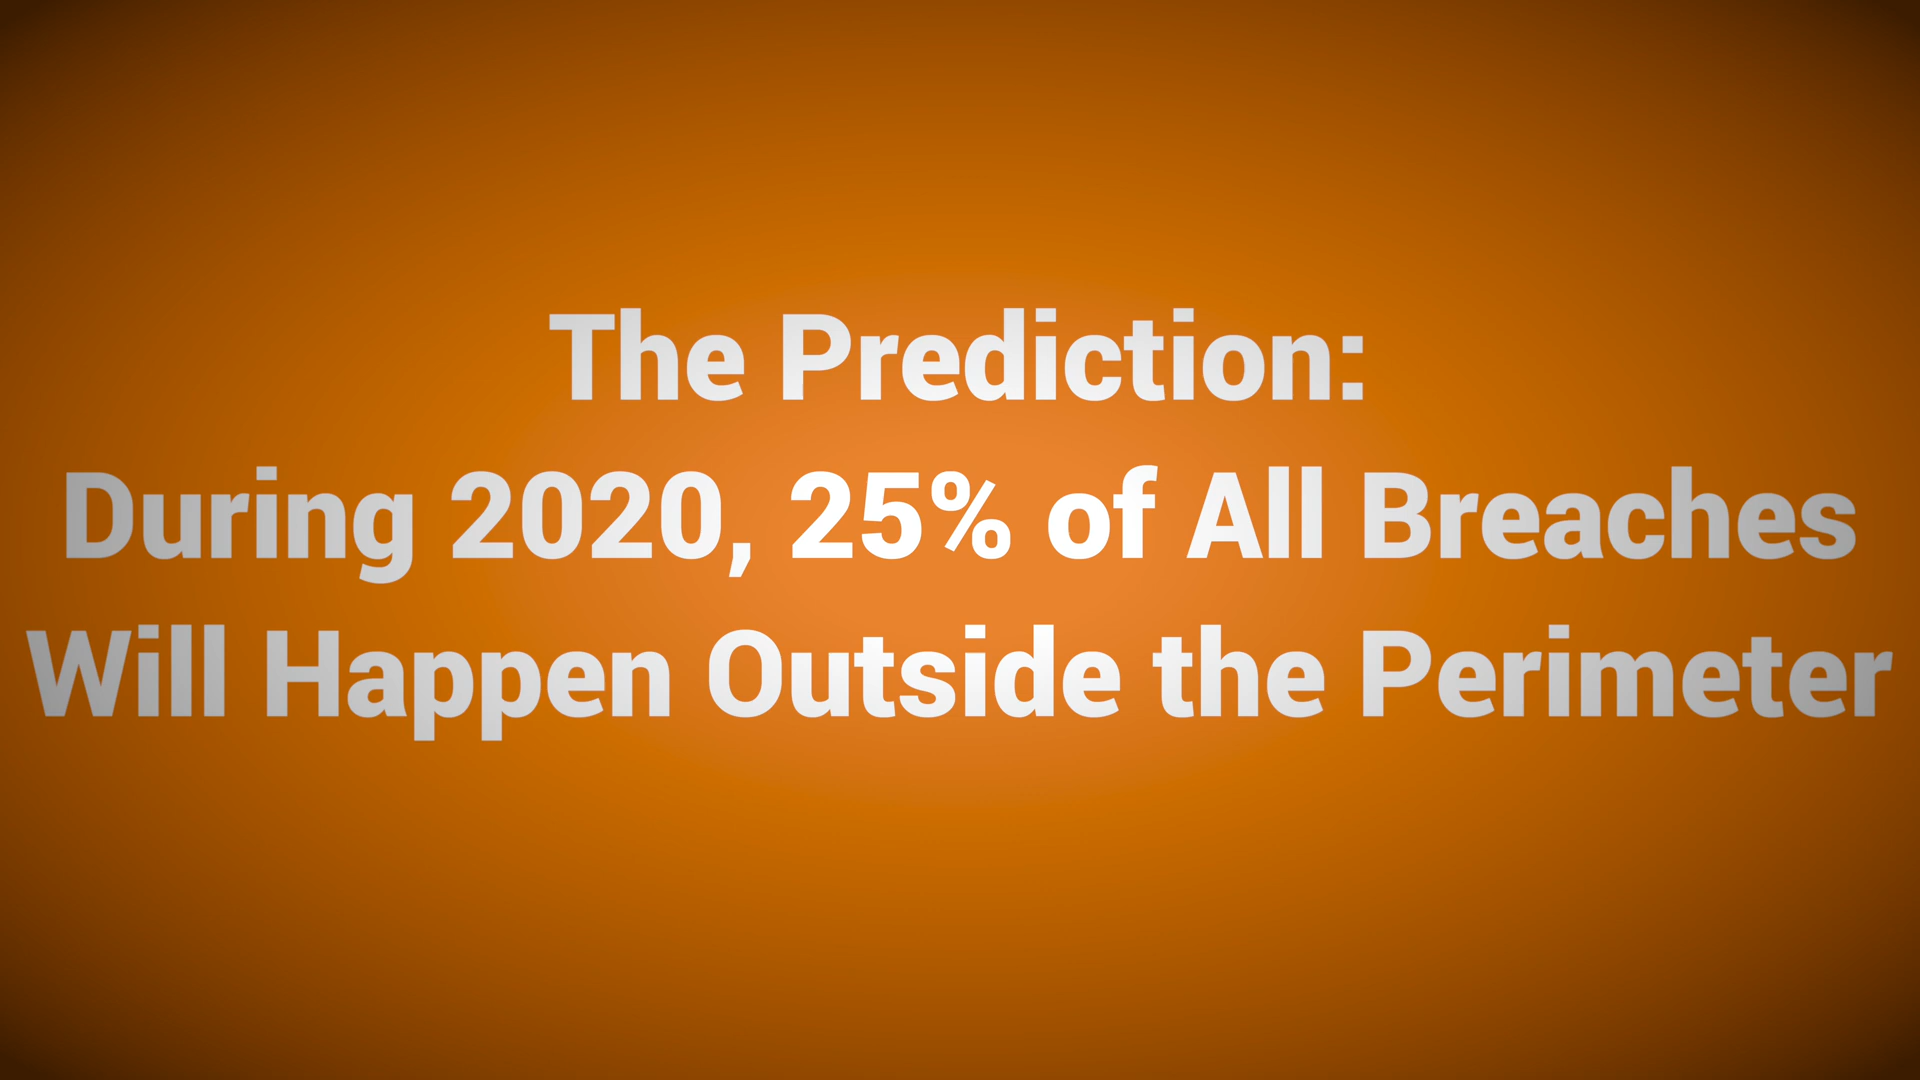 The Prediction:
During 2020, 25% of All Breaches
Will Happen Outside the Perimeter